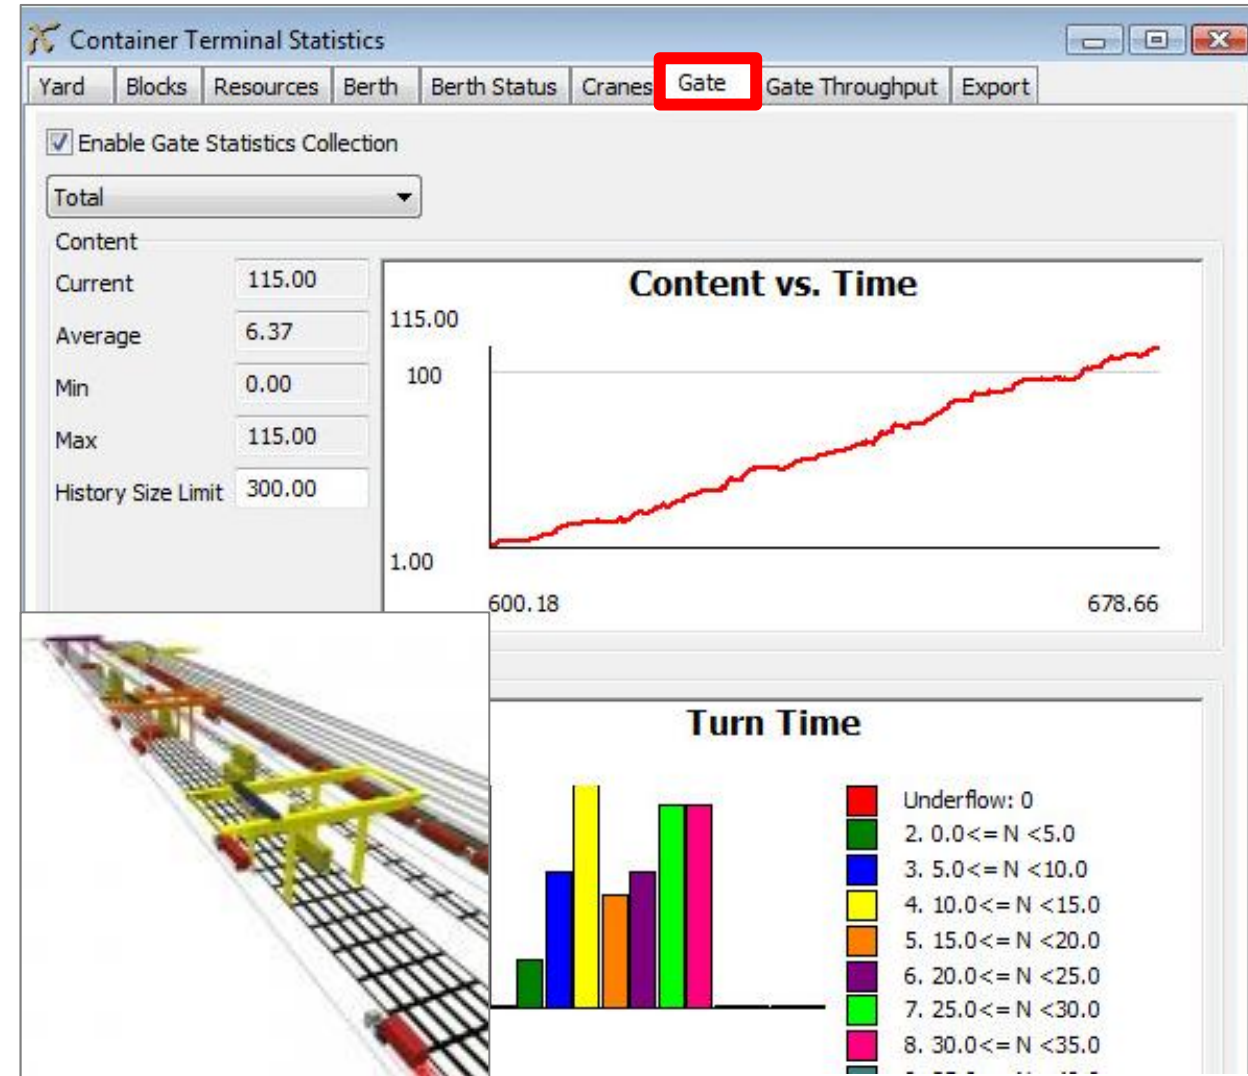 Container Terminal Statistics
Yard Blocks Resources Berth Berth Status Cranes Gate Gate Throughput Export
Enable Gate Statistics Collection
Total
Content
Current 115.00
Average 6.37
Min 0.00
Max 115.00
History Size Limit 300.00
Content vs. Time
115.00
100
1.00
600.18 678.66
Turn Time
Underflow: 0
2. 0.0<= N <5.0
3. 5.0<= N <10.0
4. 10.0<= N <15.0
5. 15.0<= N <20.0
6. 20.0<= N <25.0
7. 25.0<= N <30.0
8. 30.0<= N <35.0